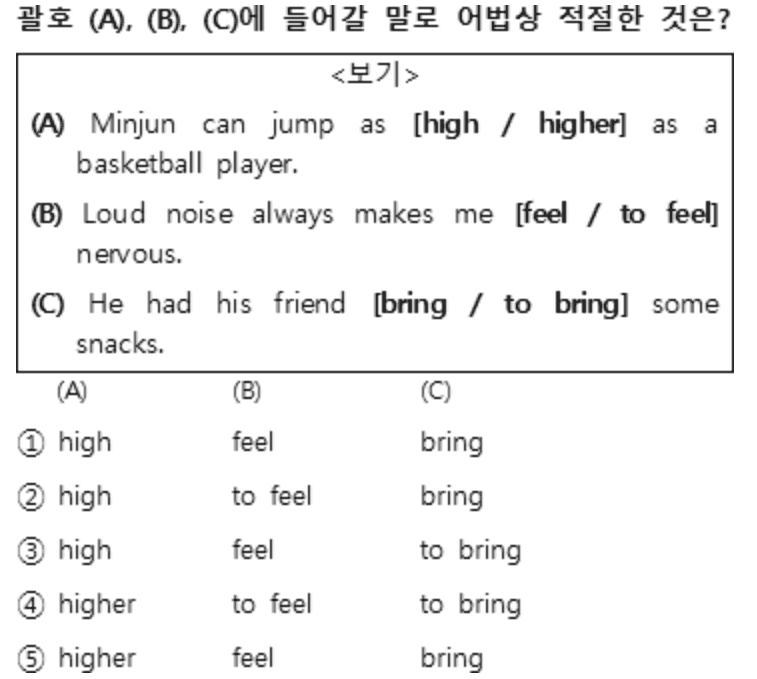 괄호 (A), (B), (C)에 들어갈 말로 어법상 적절한 것은?
<보기>
(A) Minjun can jump as [high / higher] as a
basketball player.
(B) Loud noise always makes me [feel / to feel]
nervous.
(C) He had his friend [bring / to bring] some
snacks.
(A) (B) (C)
① high feel bring
② high to feel bring
③ high feel to bring
④ higher to feel to bring
⑤ higher feel bring